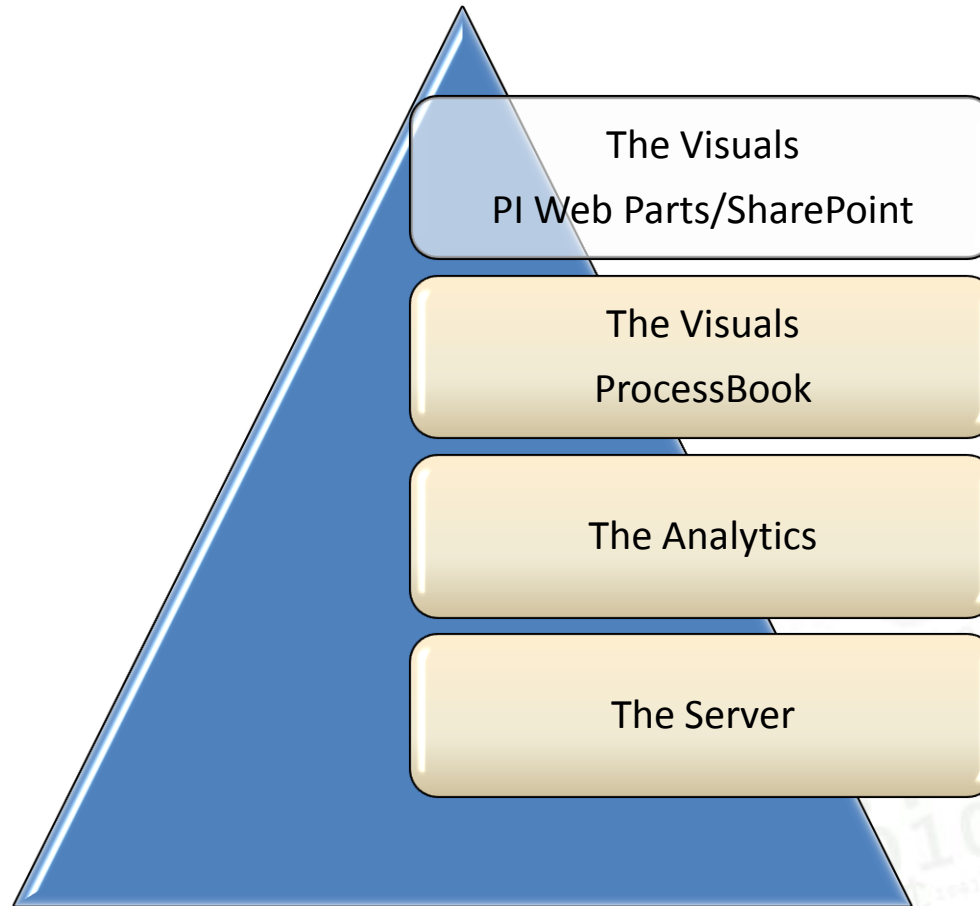 The Visuals
PI Web Parts/SharePoint
The Visuals
ProcessBook
The Analytics
The Server